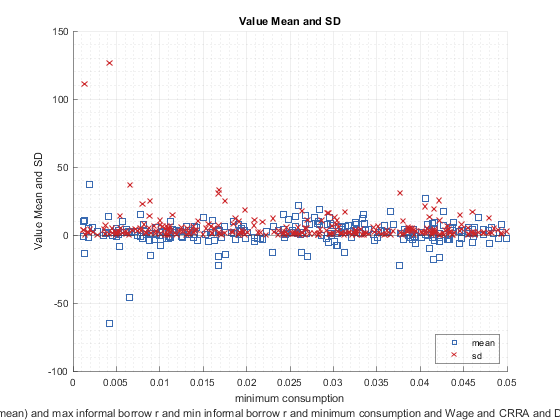 Value Mean and SD
150
100
50
0
-50
-100
Value Mean and SD
0 0.005 0.01 0.015 0.02 0.025 0.03 0.035 0.04 0.045 0.05
minimum consumption
mean
sd
mean) and max informal borrow r and min informal borrow r and minimum consumption and Wage and CRRA and